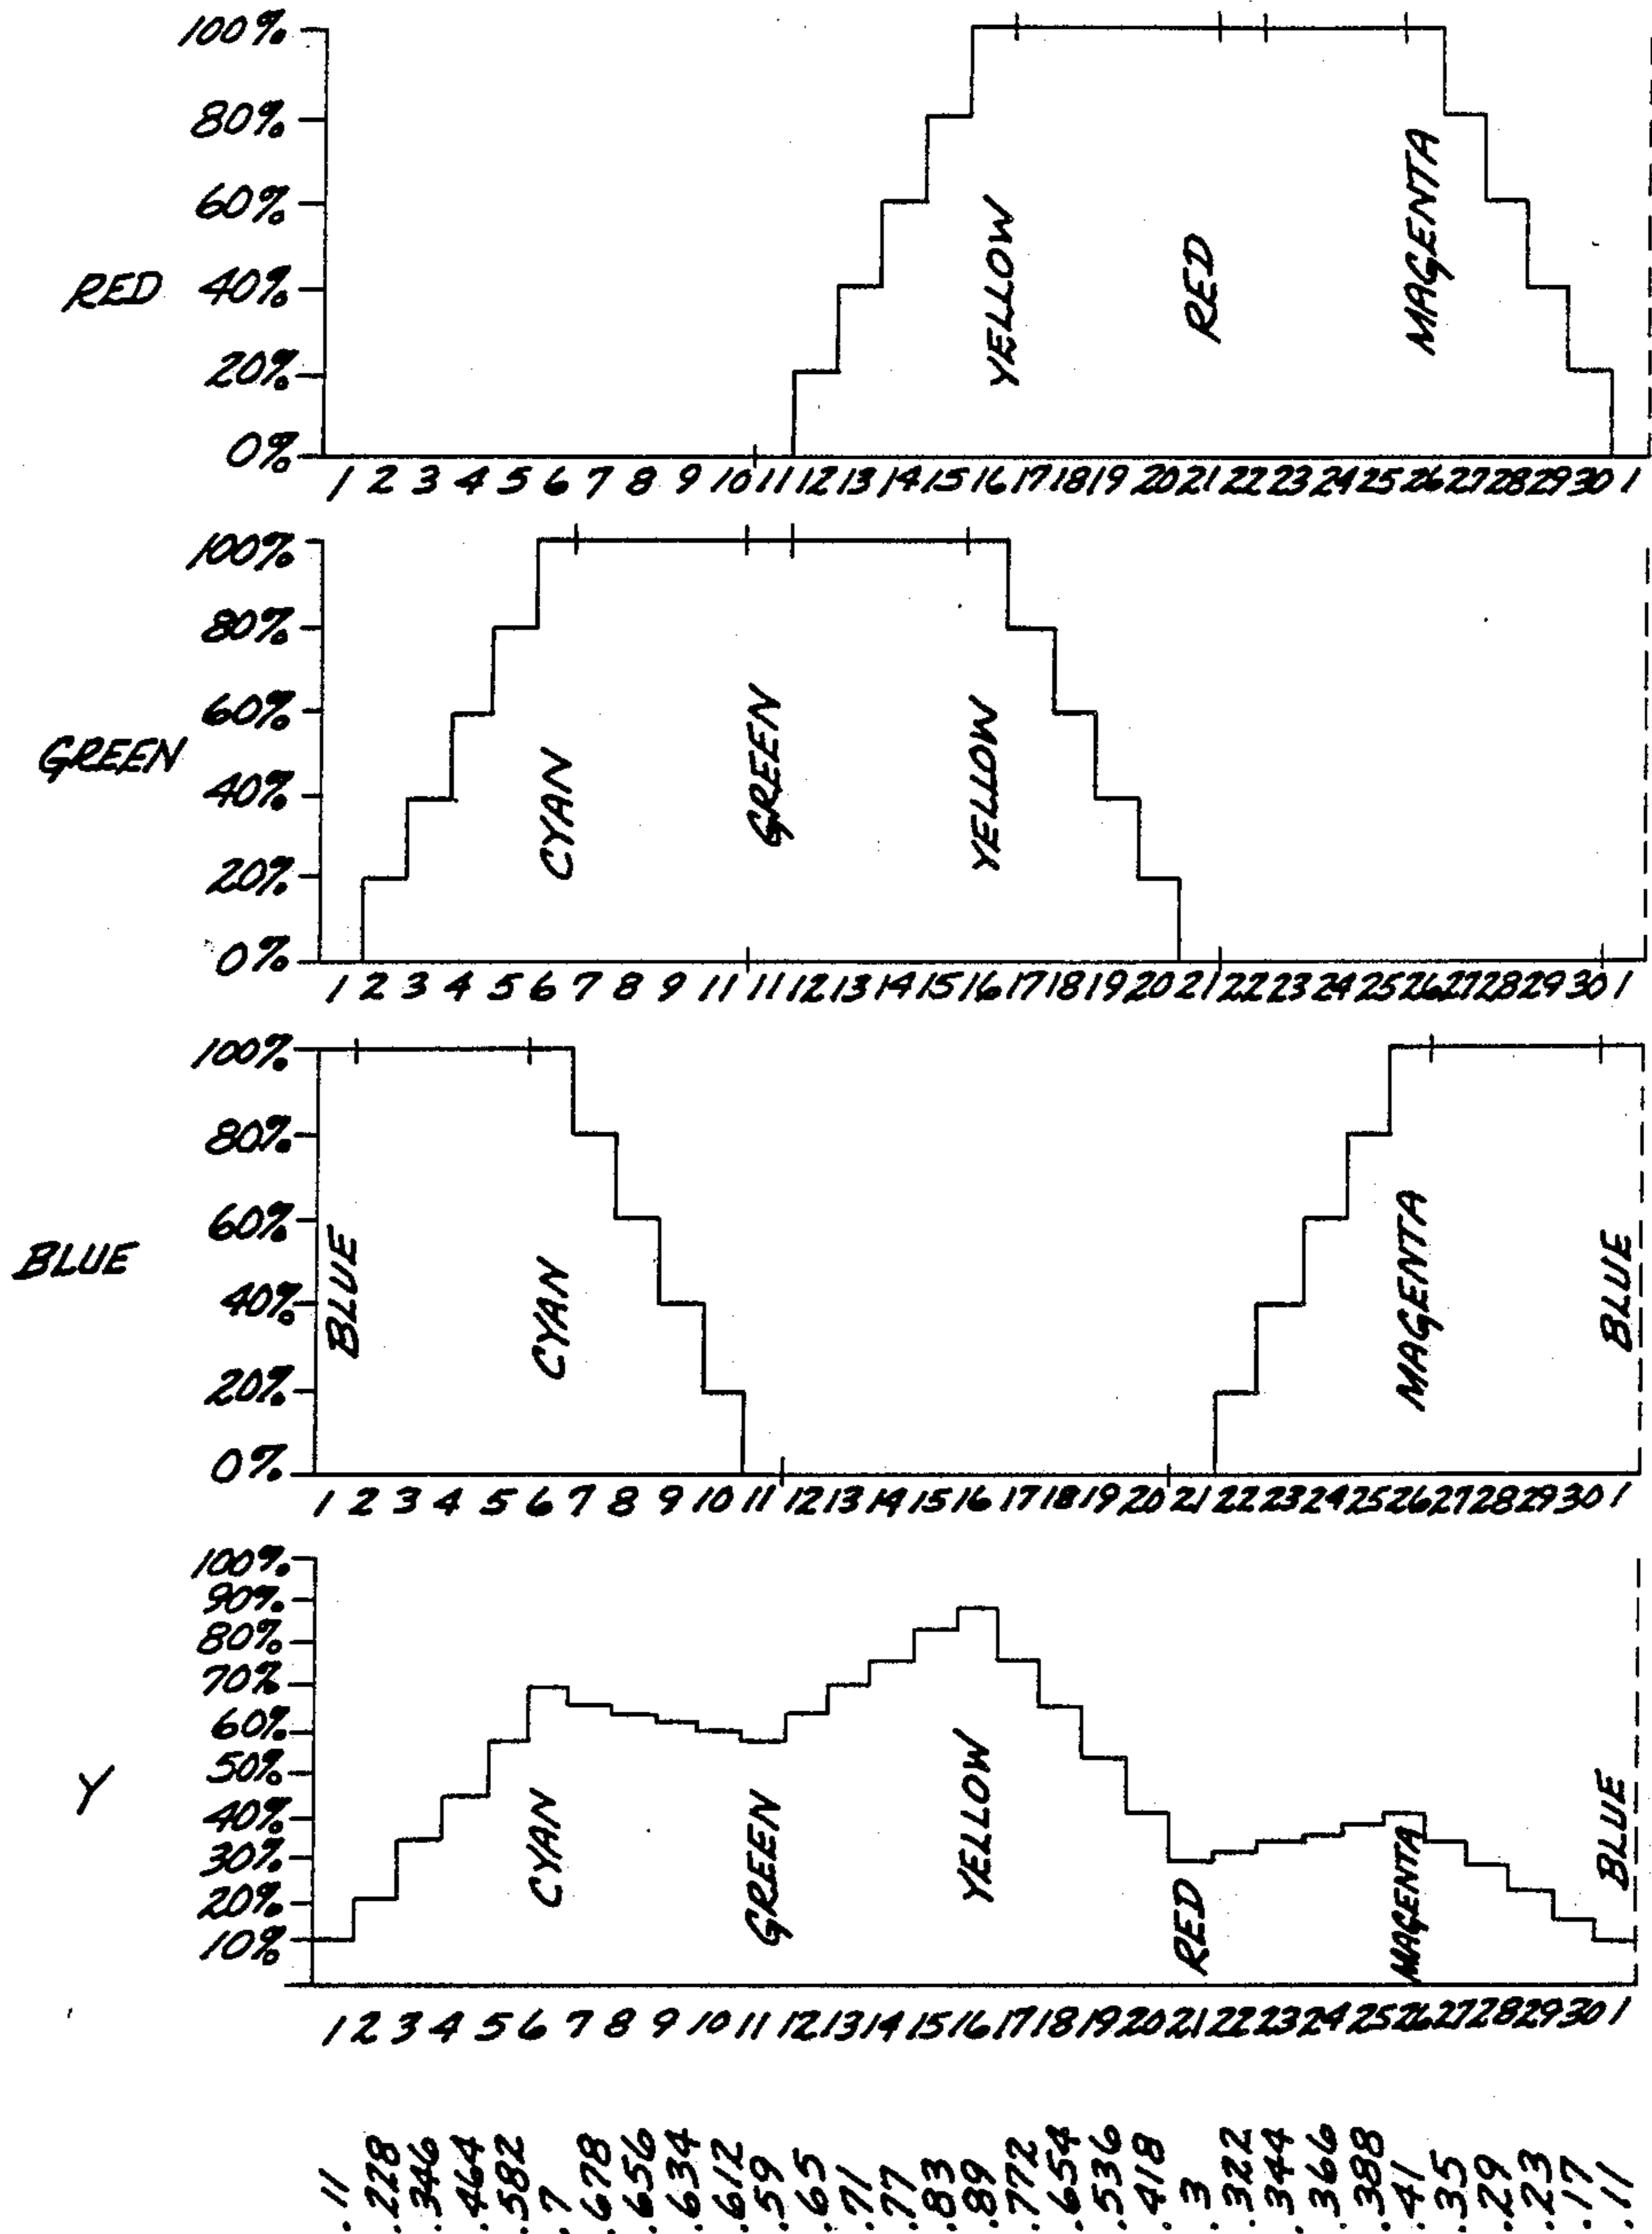 100%
80%
60%
RED 40%
20%
0%
YELLOW
RED
MAGENTA
1 2 3 4 5 6 7 8 9 10 11 12 13 14 15 16 17 18 19 20 21 22 23 24 25 26 27 28 29 30 1
100%
80%
60%
GREEN
40%
20%
0%
CYAN
GREEN
YELLOW
1 2 3 4 5 6 7 8 9 11 11 12 13 14 15 16 17 18 19 20 21 22 23 24 25 26 27 28 29 30 1
100%
80%
60%
BLUE
40%
20%
0%
BLUE
CYAN
MAGENTA
BLUE
1 2 3 4 5 6 7 8 9 10 11 12 13 14 15 16 17 18 19 20 21 22 23 24 25 26 27 28 29 30 1
100%
90%
80%
70%
60%
50%
Y
40%
30%
20%
10%
CYAN
GREEN
YELLOW
RED
MAGENTA
BLUE
1 2 3 4 5 6 7 8 9 10 11 12 13 14 15 16 17 18 19 20 21 22 23 24 25 26 27 28 29 30 1
.11
.228
.346
.464
.582
.7
.678
.656
.634
.612
.59
.65
.71
.77
.83
.89
.772
.654
.536
.418
.3
.322
.344
.366
.388
.41
.35
.29
.23
.17
.11